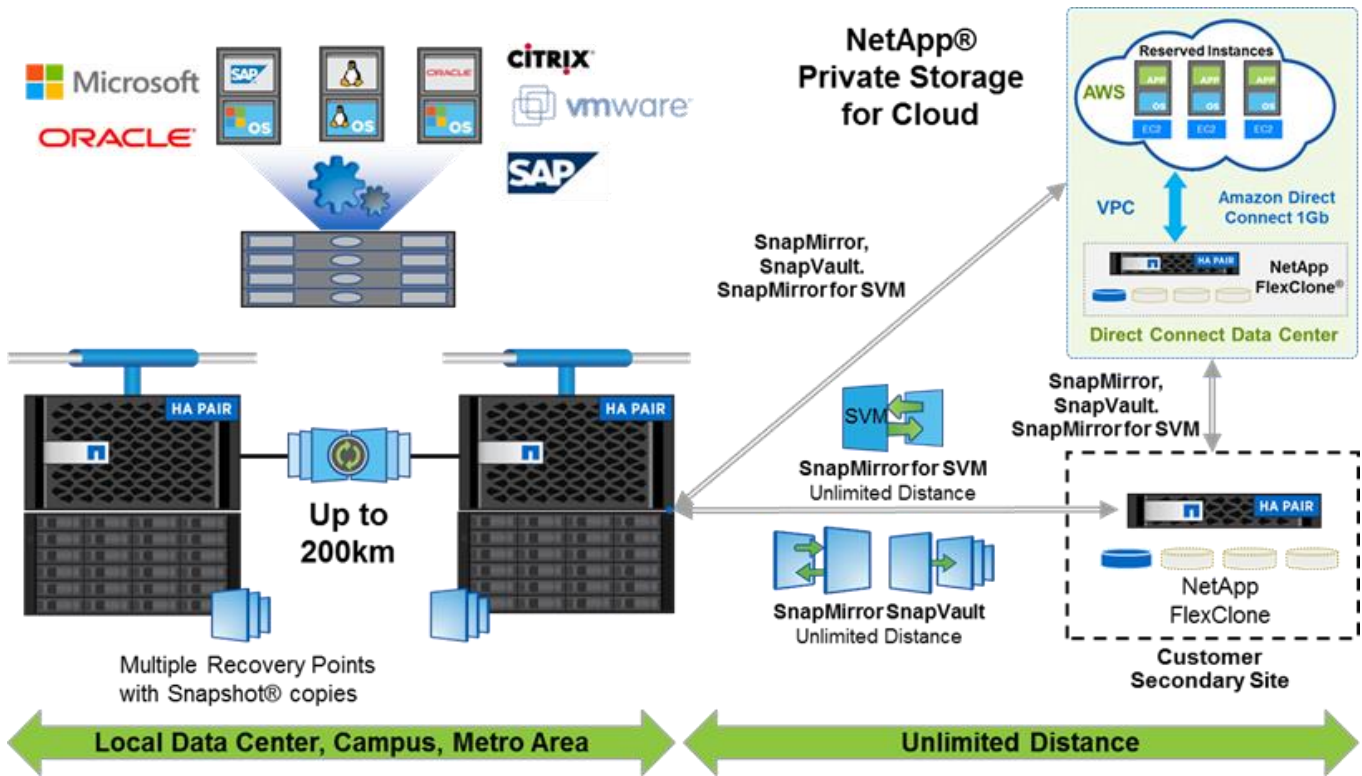 Microsoft
ORACLE
SAP
OS
OS
ORACLE
OS
CiTRIX®
vmware
SAP
NetApp®
Private Storage
for Cloud
Reserved Instances
AWS
APP
APP
APP
OS
OS
OS
EC2
EC2
EC2
VPC
Amazon Direct
Connect 1Gb
HA PAIR
NetApp
FlexClone®
Direct Connect Data Center
SnapMirror,
SnapVault.
SnapMirror for SVM
HA PAIR
HA PAIR
Up to
200km
SVM
SnapMirror for SVM
Unlimited Distance
SnapMirror,
SnapVault.
SnapMirror for SVM
SnapMirror SnapVault
Unlimited Distance
HA PAIR
NetApp
FlexClone
Customer
Secondary Site
Multiple Recovery Points
with Snapshot® copies
Local Data Center, Campus, Metro Area
Unlimited Distance